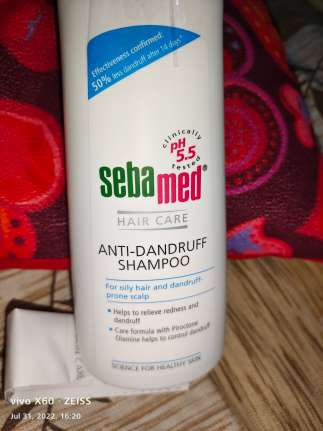 Effectiveness confirmed:
50% less dandruff after 14 days*
clinically
pH
5.5
tested
sebamed®
HAIR CARE
ANTI-DANDRUFF
SHAMPOO
For oily hair and dandruff-
prone scalp
• Helps to relieve redness and
dandruff
• Care formula with Piroctone
Olamine helps to control dandruff
SCIENCE FOR HEALTHY SKIN
vivo X60 · ZEISS
Jul 31, 2022, 16:20